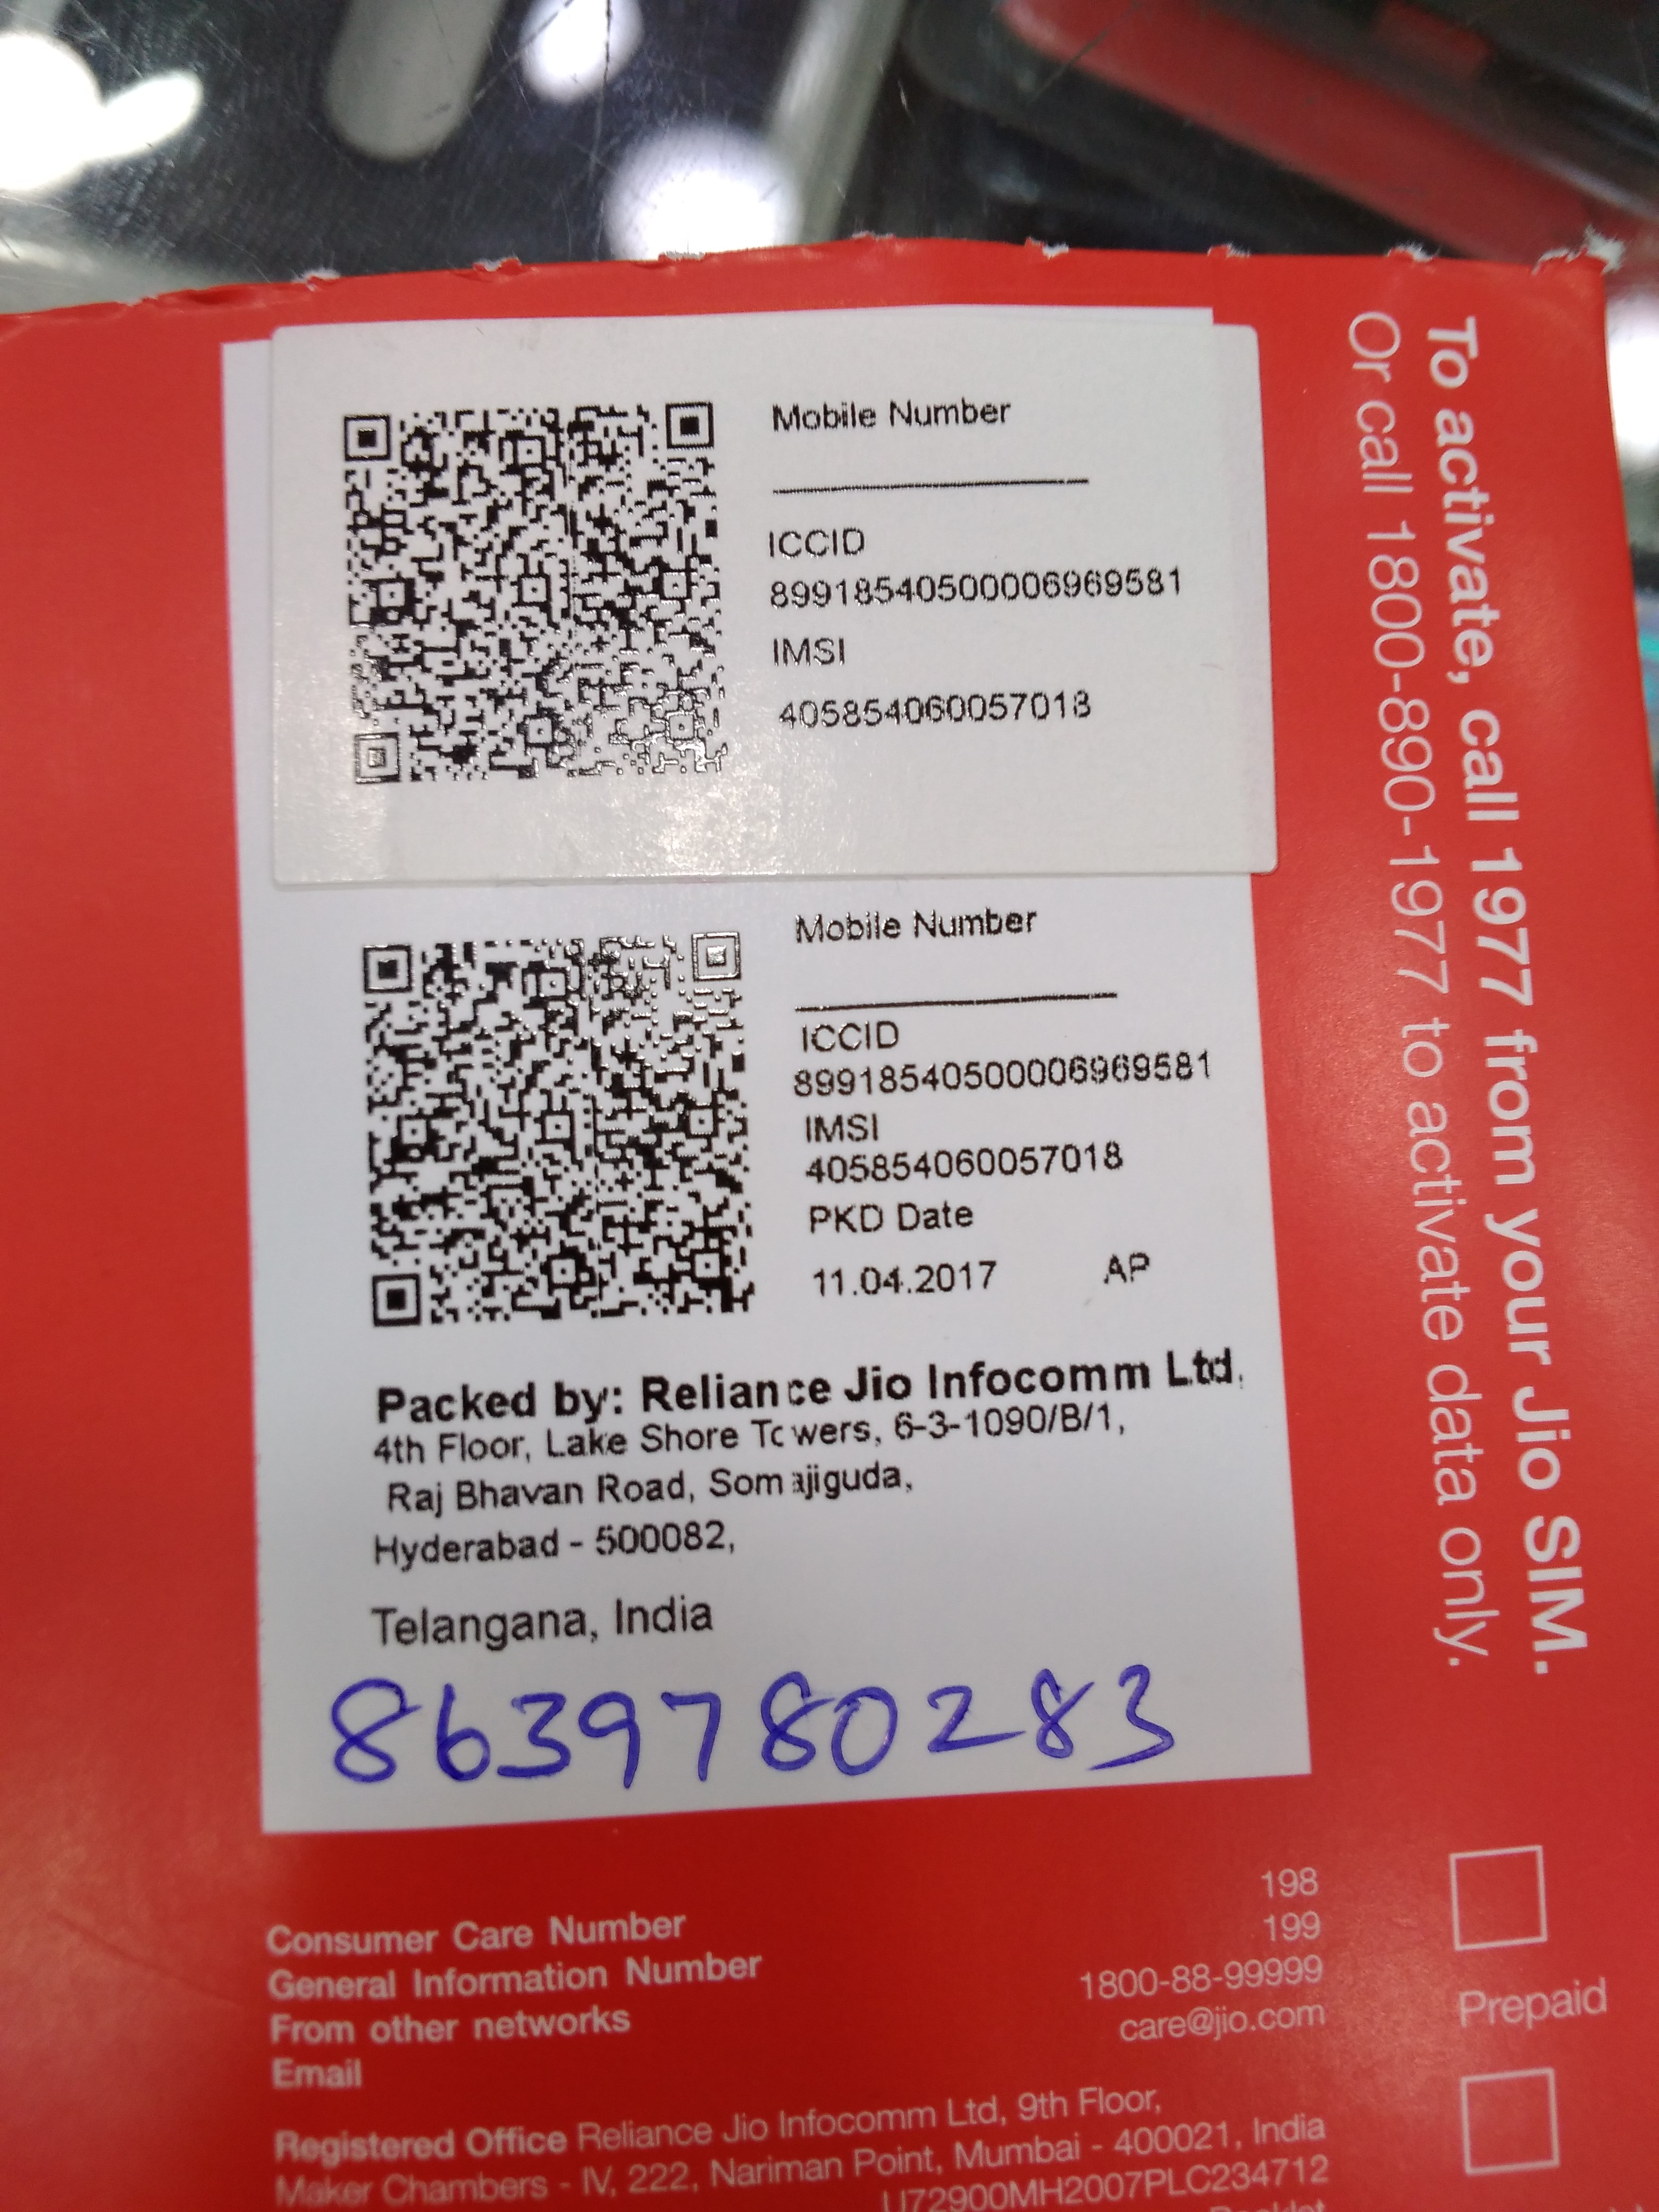 Mobile Number
ICCID
89918540500006969581
IMSI
405854060057018
Mobile Number
ICCID
89918540500006969581
IMSI
405854060057018
PKD Date
11.04.2017 AP
Packed by: Reliance Jio Infocomm Ltd.
4th Floor, Lake Shore Towers, 6-3-1090/B/1,
Raj Bhavan Road, Somajiguda,
Hyderabad - 500082,
Telangana, India
8639780283
To activate, call 1977 from your Jio SIM.
Or call 1800-890-1977 to activate data only.
Consumer Care Number 198
General Information Number 199
From other networks 1800-88-99999
Email care@jio.com
Prepaid
Registered Office Reliance Jio Infocomm Ltd, 9th Floor,
Maker Chambers - IV, 222, Nariman Point, Mumbai - 400021, India
U72900MH2007PLC234712